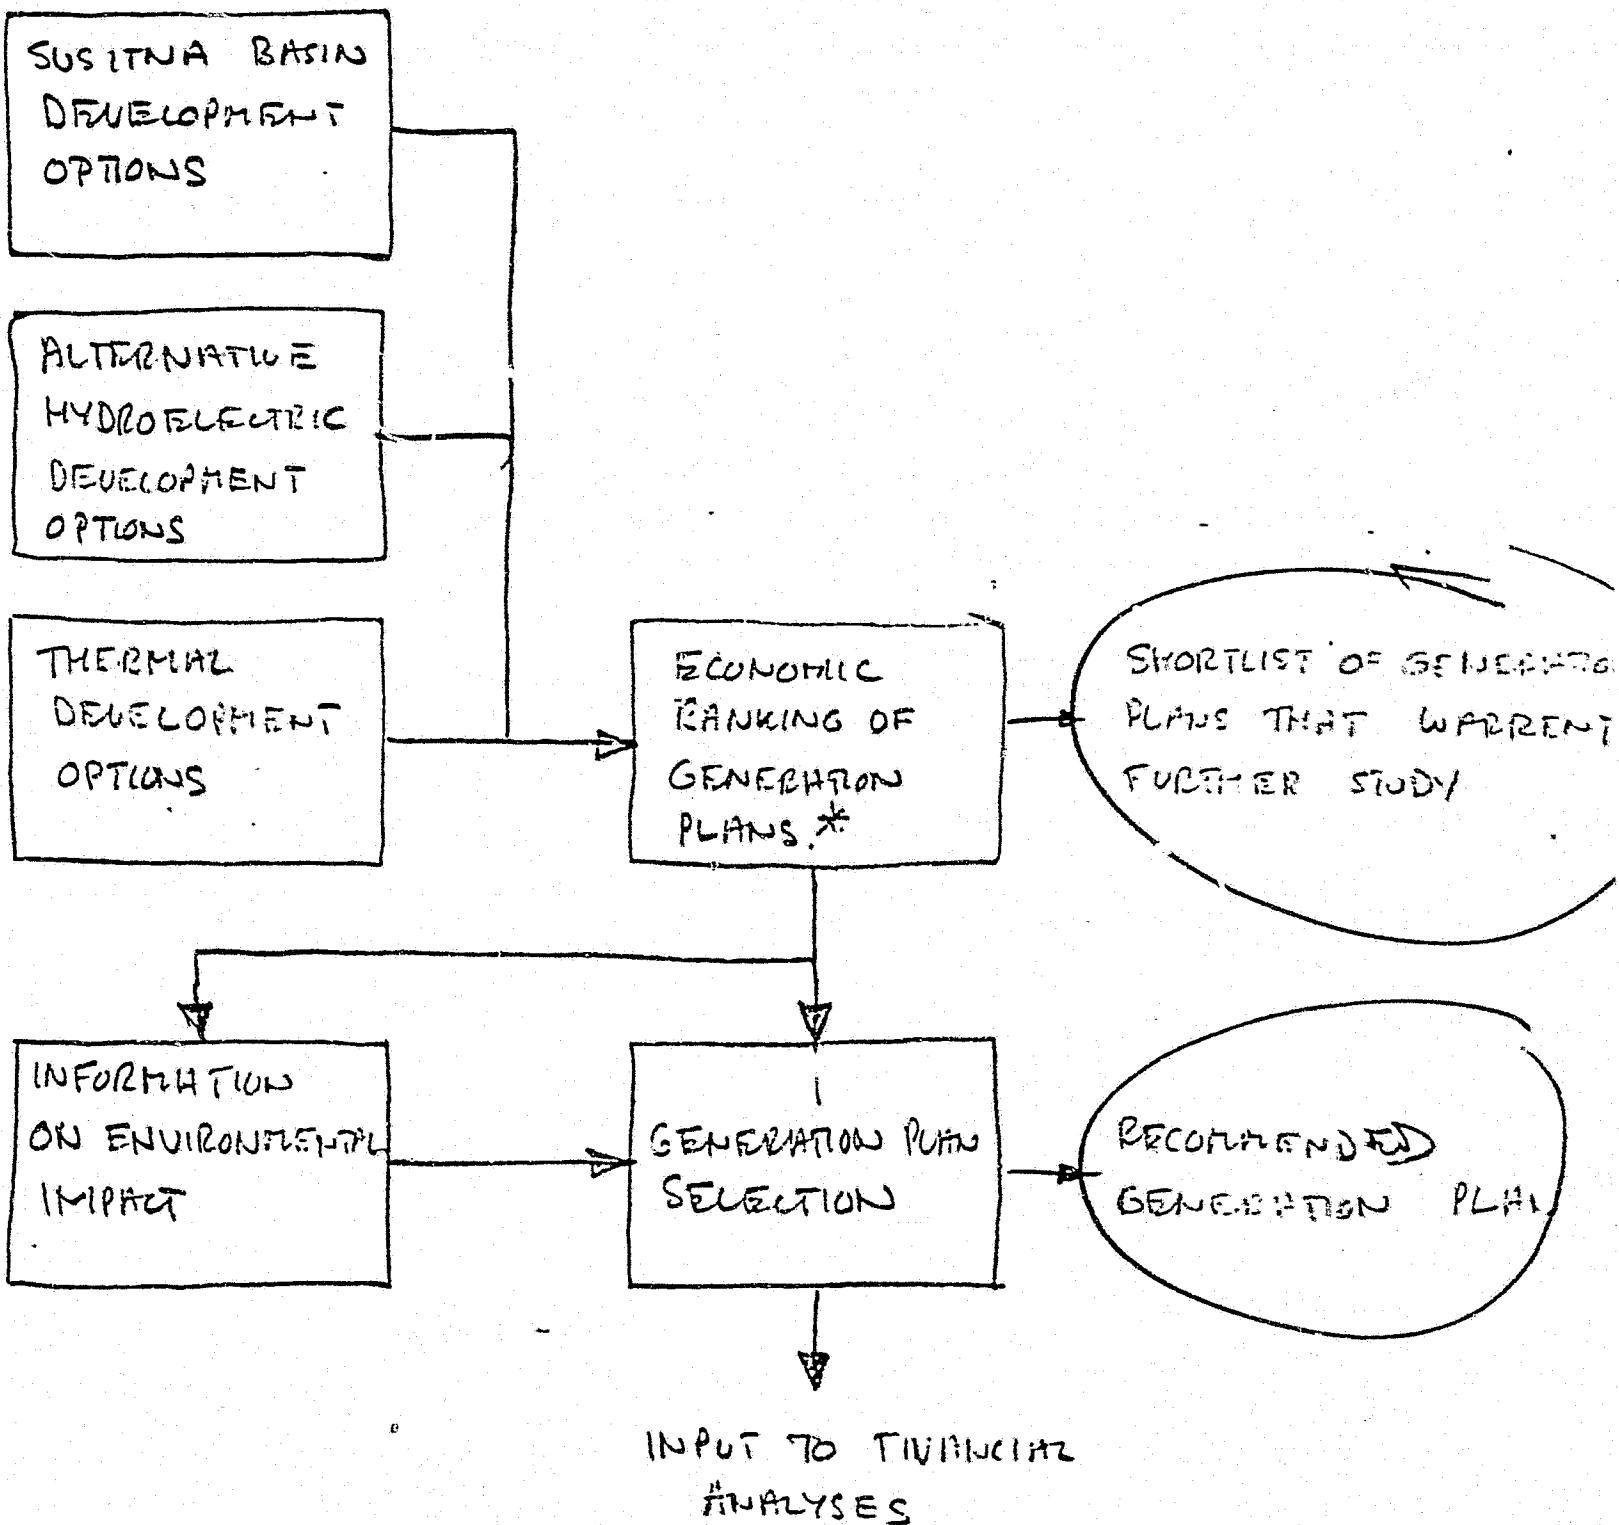 SUSITNA BASIN
DEVELOPMENT
OPTIONS
ALTERNATIVE
HYDROELECTRIC
DEVELOPMENT
OPTIONS
THERMAL
DEVELOPMENT
OPTIONS
ECONOMIC
RANKING OF
GENERATION
PLANS.*
SHORTLIST OF GENERATIO
PLANS THAT WARRENT
FURTHER STUDY
INFORMATION
ON ENVIRONMENTAL
IMPACT
GENERATION PLAN
SELECTION
RECOMMENDED
GENERATION PLAN
INPUT TO FINANCIAL
ANALYSES